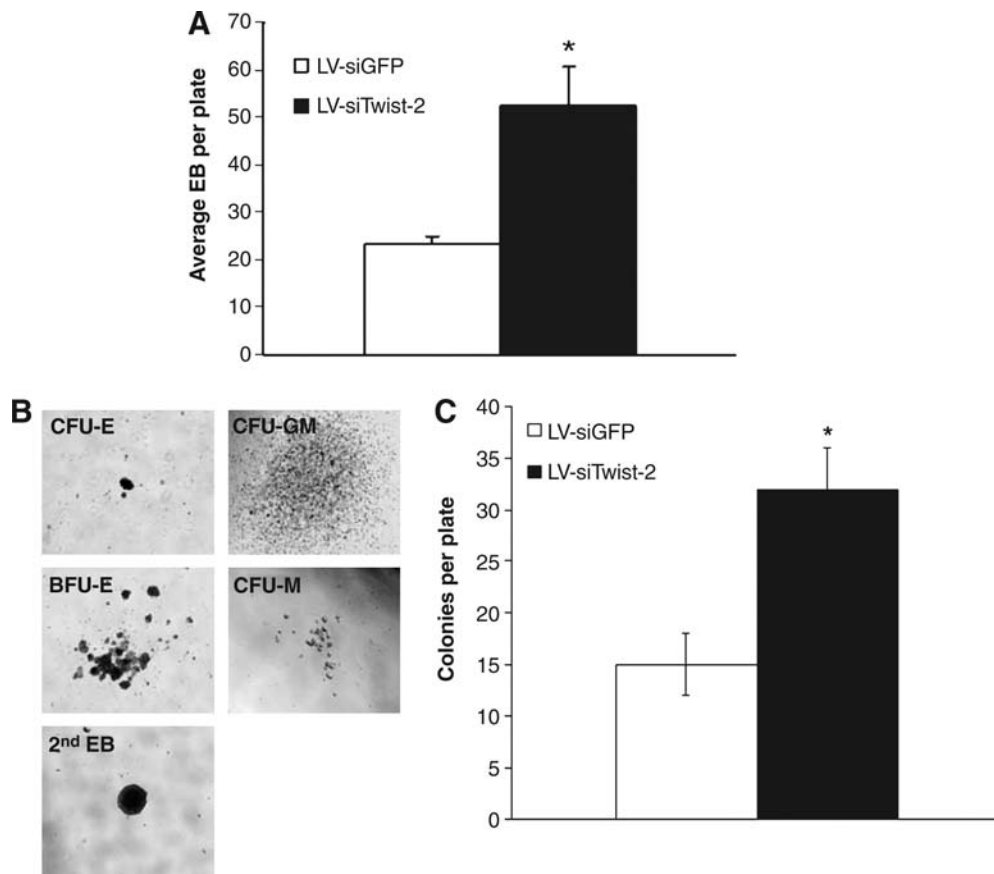 A
Average EB per plate
70
60
50
40
30
20
10
0
LV-siGFP
LV-siTwist-2
*
B
CFU-E
CFU-GM
BFU-E
CFU-M
2nd EB
C
Colonies per plate
40
35
30
25
20
15
10
5
0
LV-siGFP
LV-siTwist-2
*